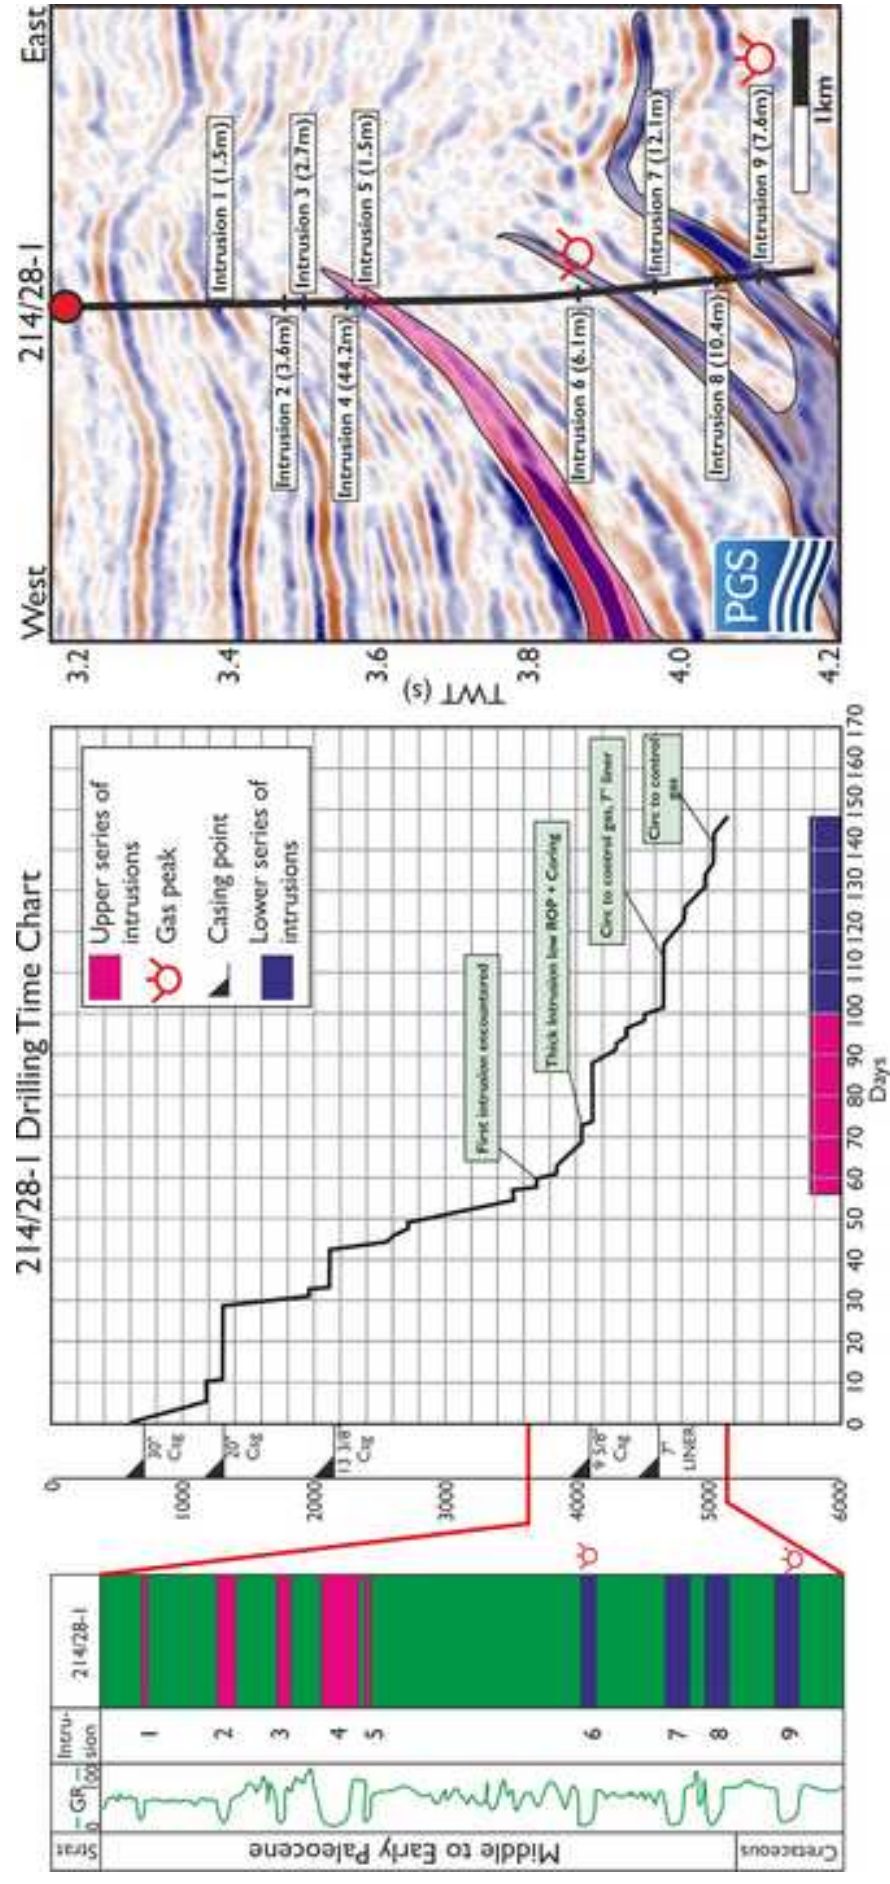 214/28-1
Strat
GR
0
100
Intru-
sion
1
2
3
4
5
6
7
8
9
Middle to Early Paleocene
Cretaceous
0
1000
2000
3000
4000
5000
6000
30"
Csg
20"
Csg
13 3/8"
Csg
9 5/8"
Csg
7"
LINER
214/28-1 Drilling Time Chart
Upper series of
intrusions
Gas peak
Casing point
Lower series of
intrusions
First intrusion encountered
Thick Intrusion low ROP + Coring
Circ to control gas, 7" liner
Circ to control
gas
0 10 20 30 40 50 60 70 80 90 100 110 120 130 140 150 160 170
Days
West
214/28-1
East
TWT (s)
3.2
3.4
3.6
3.8
4.0
4.2
Intrusion 1 (1.5m)
Intrusion 2 (3.6m)
Intrusion 3 (2.7m)
Intrusion 4 (44.2m)
Intrusion 5 (1.5m)
Intrusion 6 (6.1m)
Intrusion 7 (12.1m)
Intrusion 8 (10.4m)
Intrusion 9 (7.6m)
PGS
1km